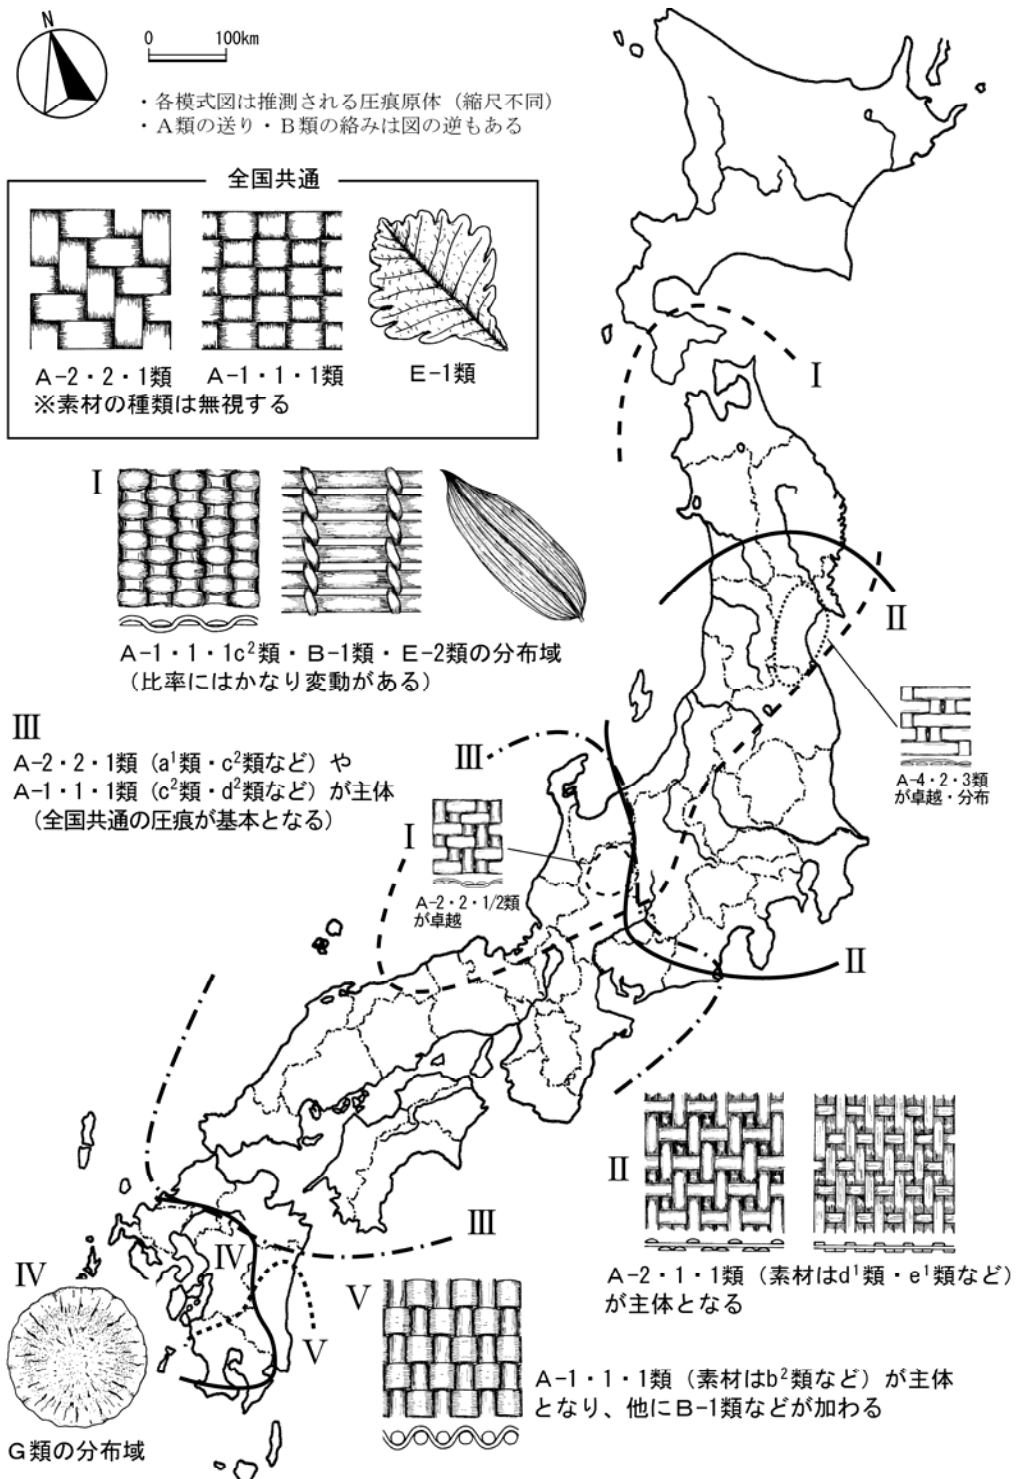 N
0 100km
・各模式図は推測される圧痕原体（縮尺不同）
・A類の送り・B類の絡みは図の逆もある
全国共通
A-2・2・1類 A-1・1・1類 E-1類
※素材の種類は無視する
I
A-1・1・1c²類・B-1類・E-2類の分布域
（比率にはかなり変動がある）
I
II
A-4・2・3類
が卓越・分布
III
A-2・2・1類（a¹類・c²類など）や
A-1・1・1類（c²類・d²類など）が主体
（全国共通の圧痕が基本となる）
III
I
A-2・2・1/2類
が卓越
II
II
A-2・1・1類（素材はd¹類・e¹類など）
が主体となる
III
IV
IV
G類の分布域
V
V
A-1・1・1類（素材はb²類など）が主体
となり、他にB-1類などが加わる